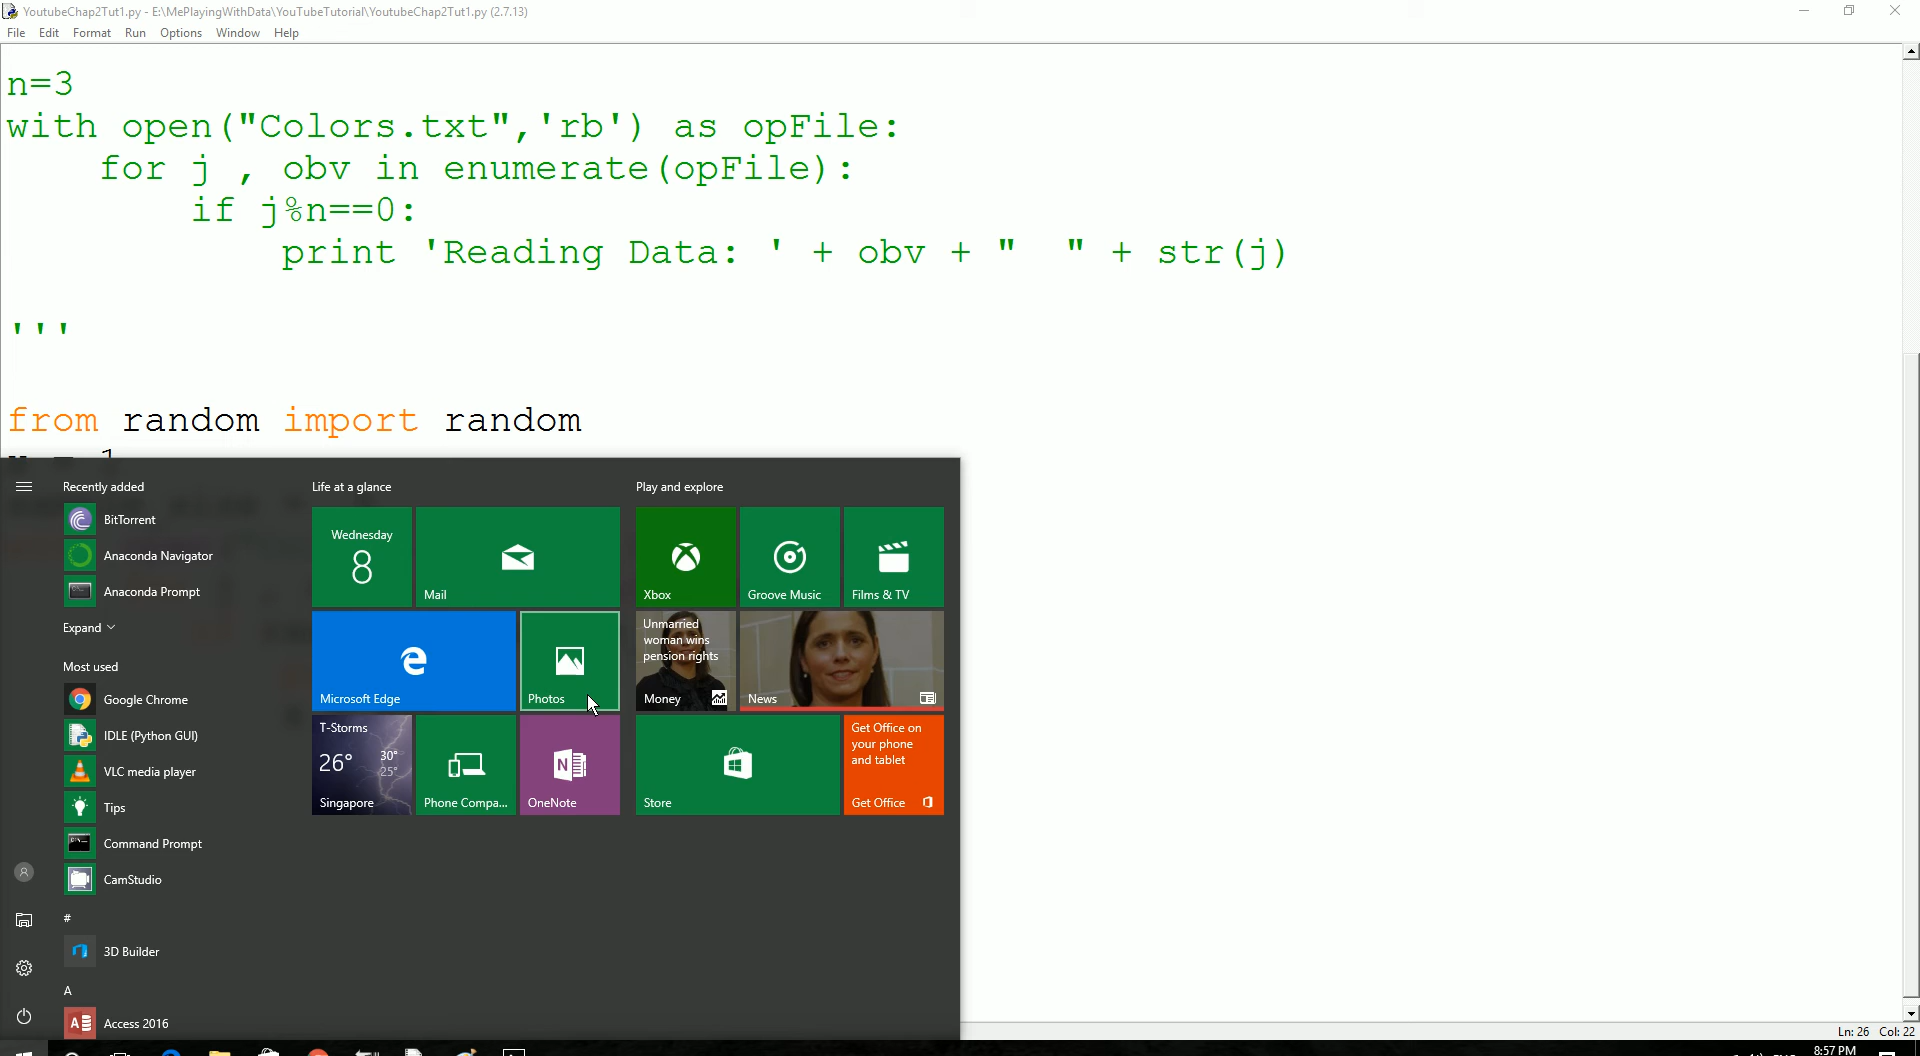 YoutubeChap2Tut1.py - E:\MePlayingWithData\YouTubeTutorial\YoutubeChap2Tut1.py (2.7.13)
File Edit Format Run Options Window Help
n=3
with open("Colors.txt",'rb') as opFile:
for j , obv in enumerate(opFile):
if j%n==0:
print 'Reading Data: ' + obv + " " + str(j)
'''
from random import random
Recently added
BitTorrent
Anaconda Navigator
Anaconda Prompt
Expand
Most used
Google Chrome
IDLE (Python GUI)
VLC media player
Tips
Command Prompt
CamStudio
#
3D Builder
A
Access 2016
Life at a glance
Wednesday
8
Mail
Microsoft Edge
Photos
T-Storms
26° 30°
25°
Singapore
Phone Compa...
OneNote
Play and explore
Xbox
Groove Music
Films & TV
Unmarried
woman wins
pension rights
Money
News
Store
Get Office on
your phone
and tablet
Get Office
Ln: 26 Col: 22
8:57 PM